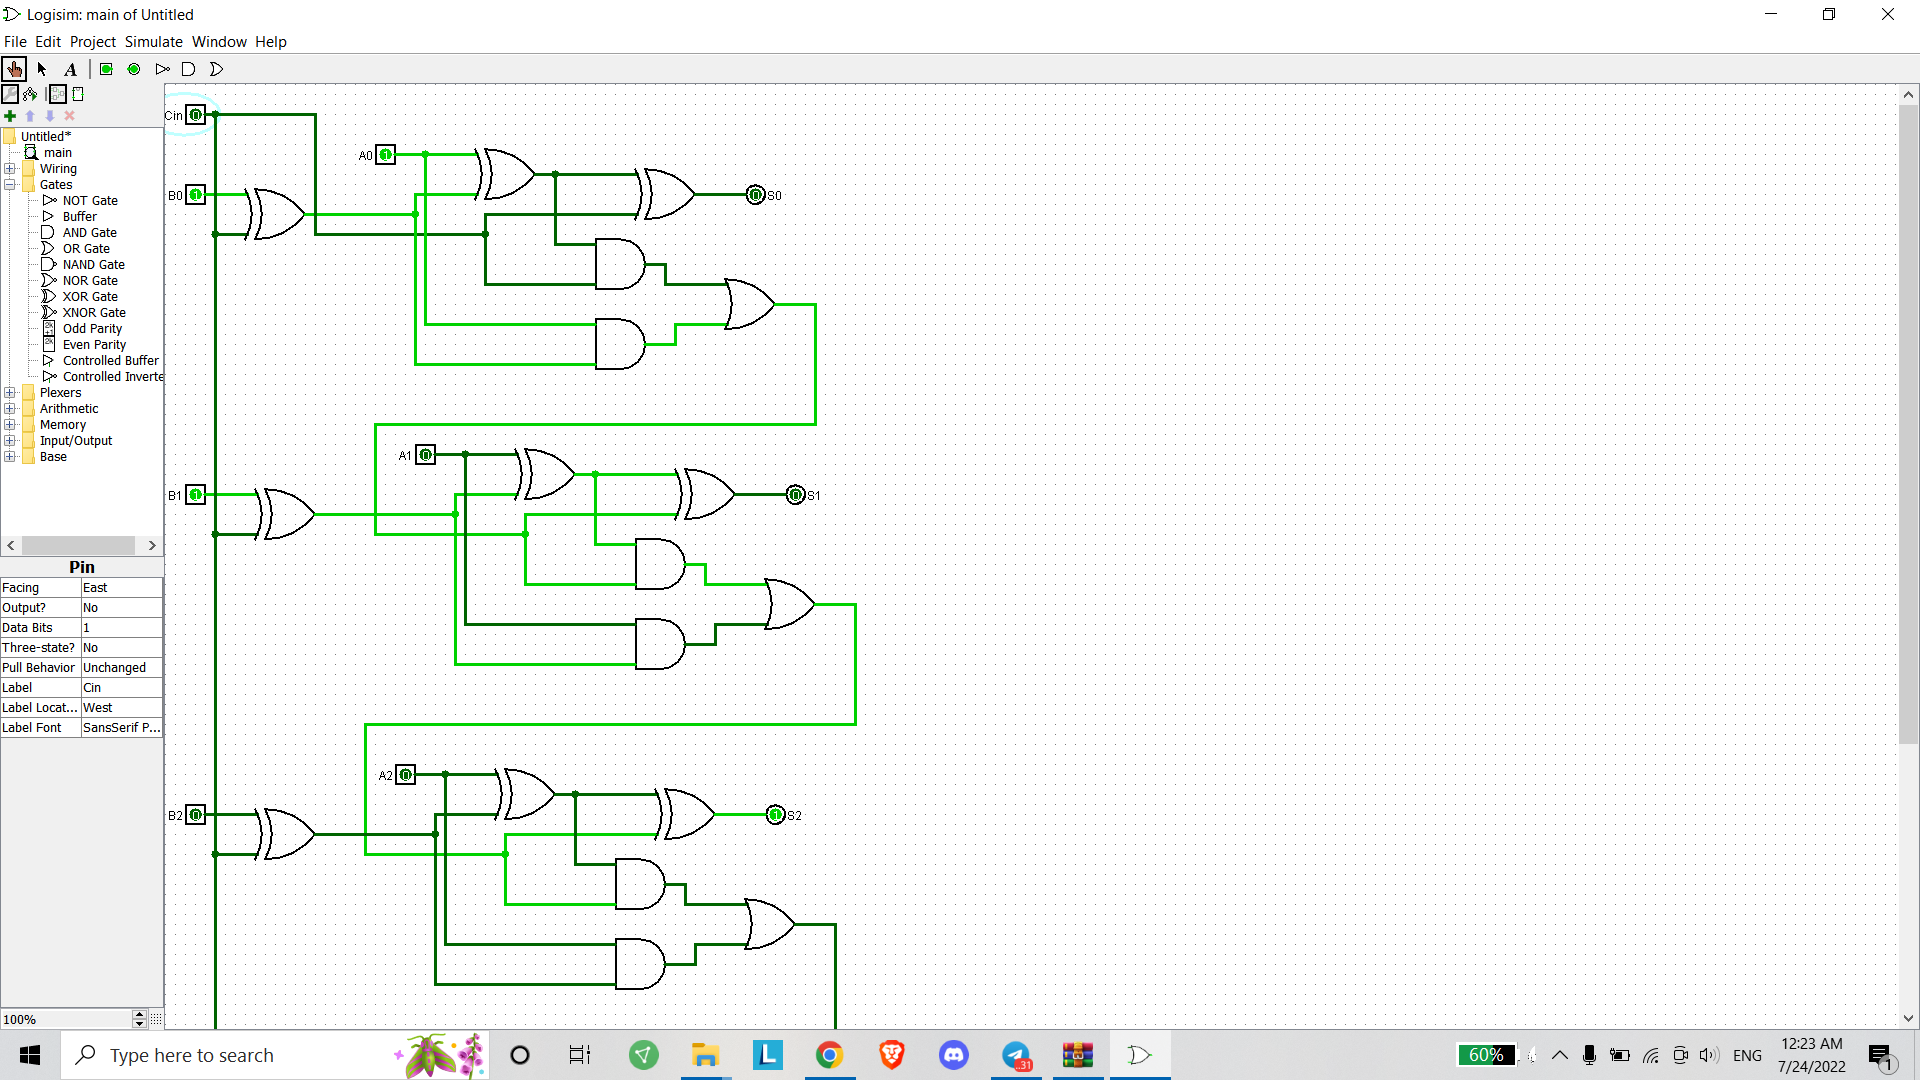 Logisim: main of Untitled
File Edit Project Simulate Window Help
A
Untitled*
main
Wiring
Gates
NOT Gate
Buffer
AND Gate
OR Gate
NAND Gate
NOR Gate
XOR Gate
XNOR Gate
Odd Parity
Even Parity
Controlled Buffer
Controlled Inverte
Plexers
Arithmetic
Memory
Input/Output
Base
Pin
Facing East
Output? No
Data Bits 1
Three-state? No
Pull Behavior Unchanged
Label Cin
Label Locat... West
Label Font SansSerif P...
100%
Cin 0
A0 1
B0 1
0 S0
A1 0
B1 1
0 S1
A2 0
B2 0
1 S2
Type here to search
L
31
60%
ENG
12:23 AM
7/24/2022
1